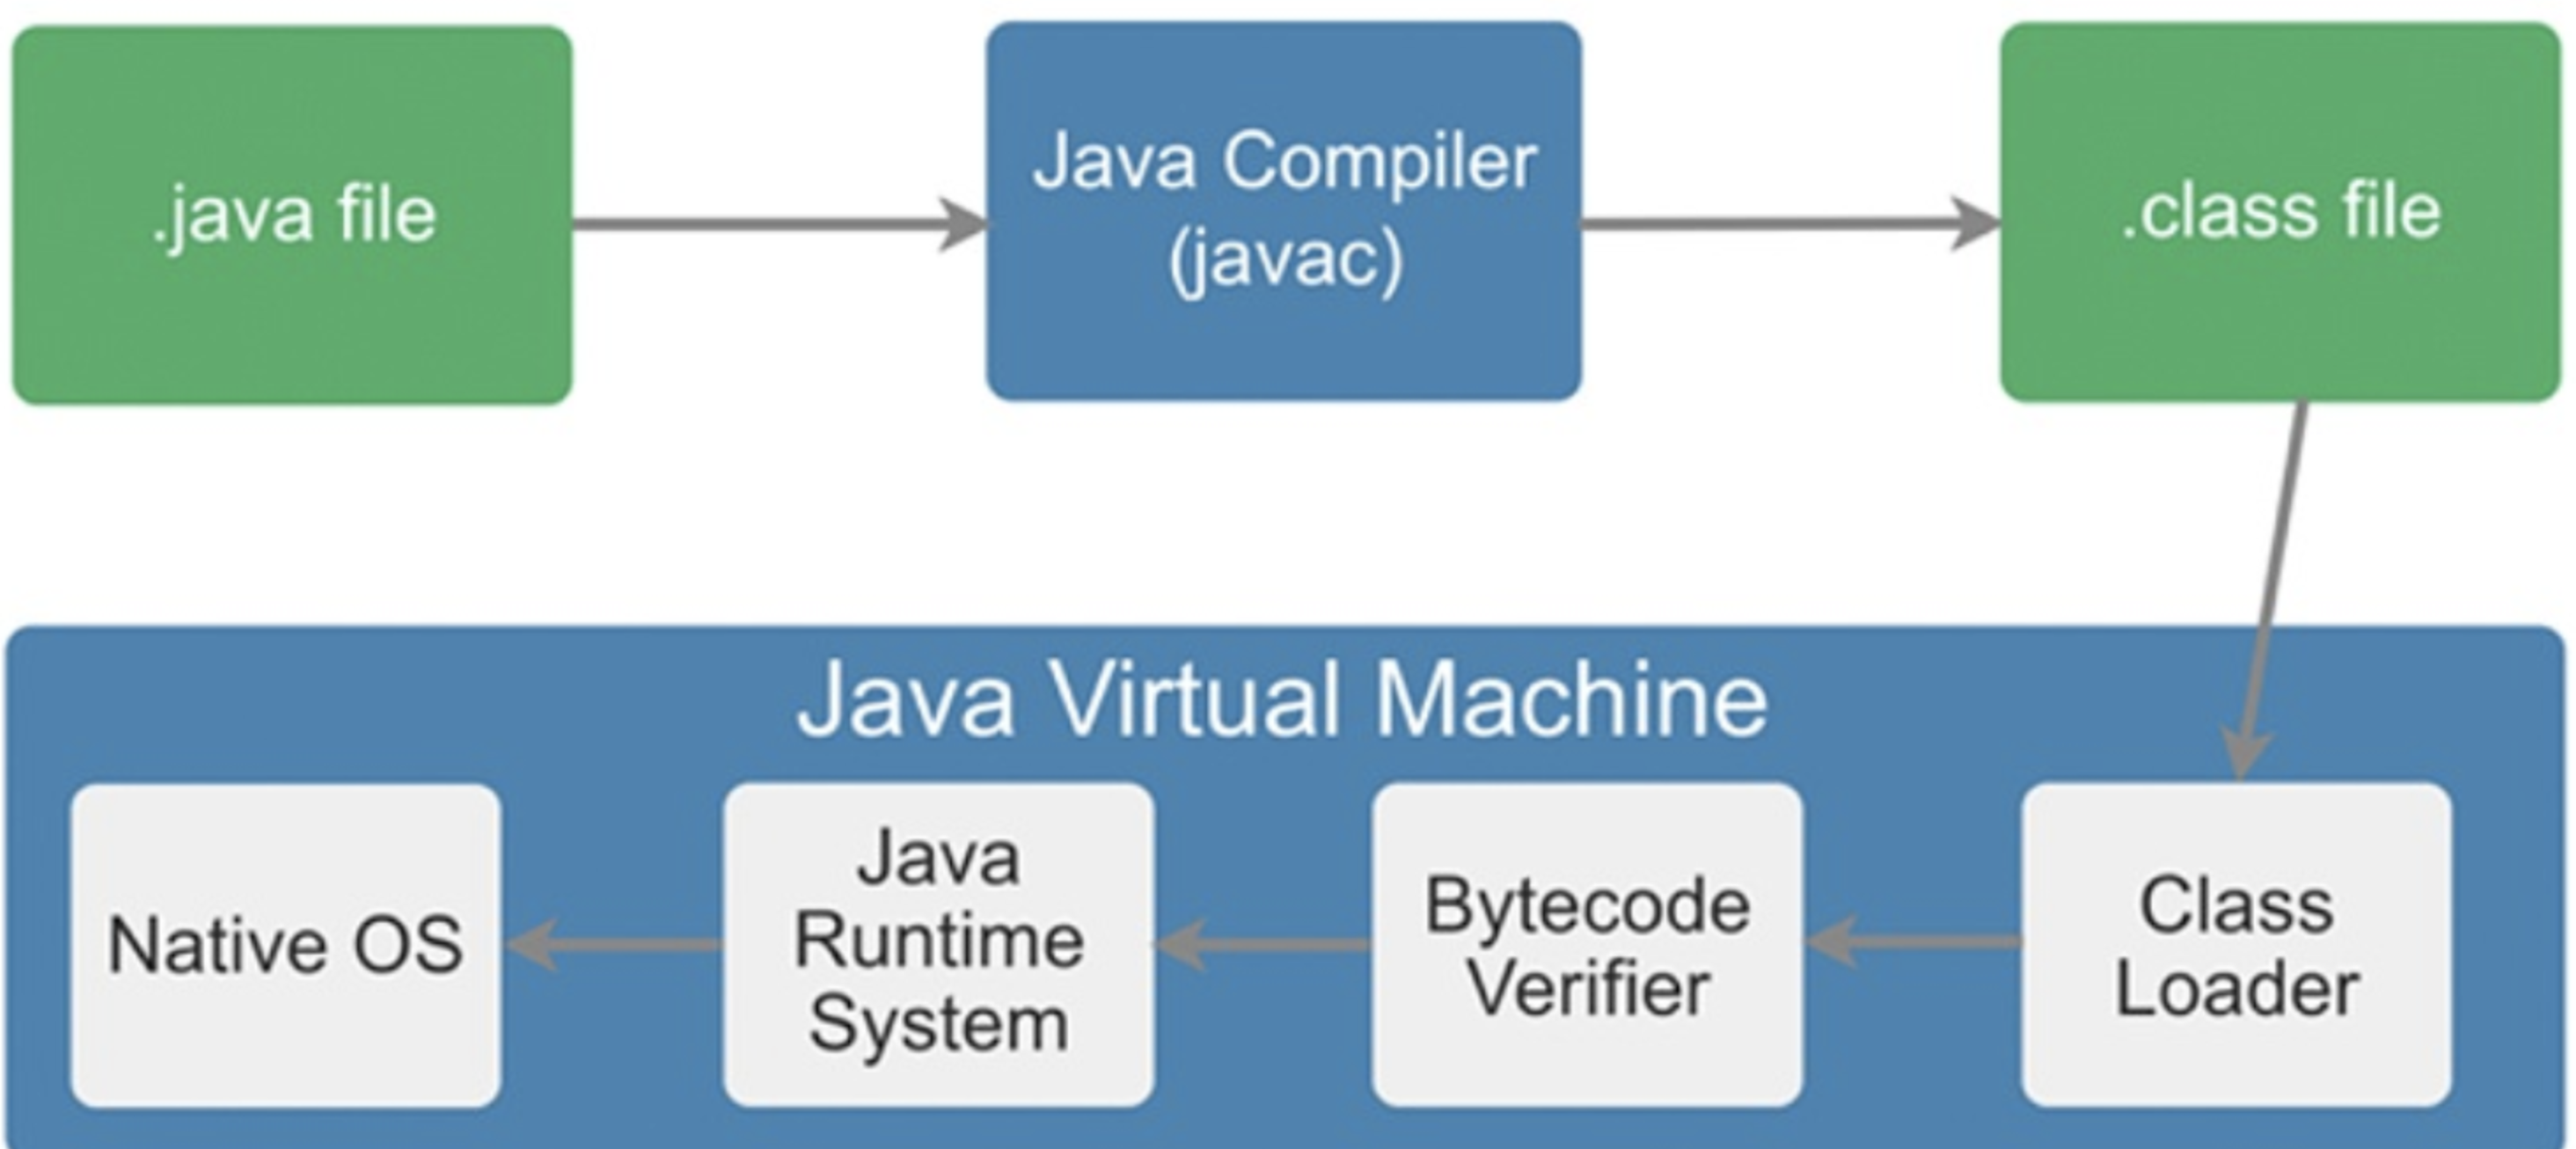 .java file
Java Compiler
(javac)
.class file
Java Virtual Machine
Native OS
Java
Runtime
System
Bytecode
Verifier
Class
Loader